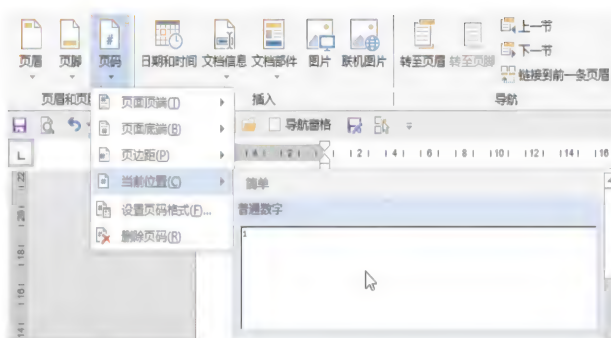 上一节
下一节
链接到前一条页眉
页眉 页脚 页码 日期和时间 文档信息 文档部件 图片 联机图片 转至页眉 转至页脚
页眉和页 插入 导航
页面顶端(T)
页面底端(B)
页边距(P)
当前位置(C)
设置页码格式(F)...
删除页码(R)
导航窗格
简单
普通数字
1